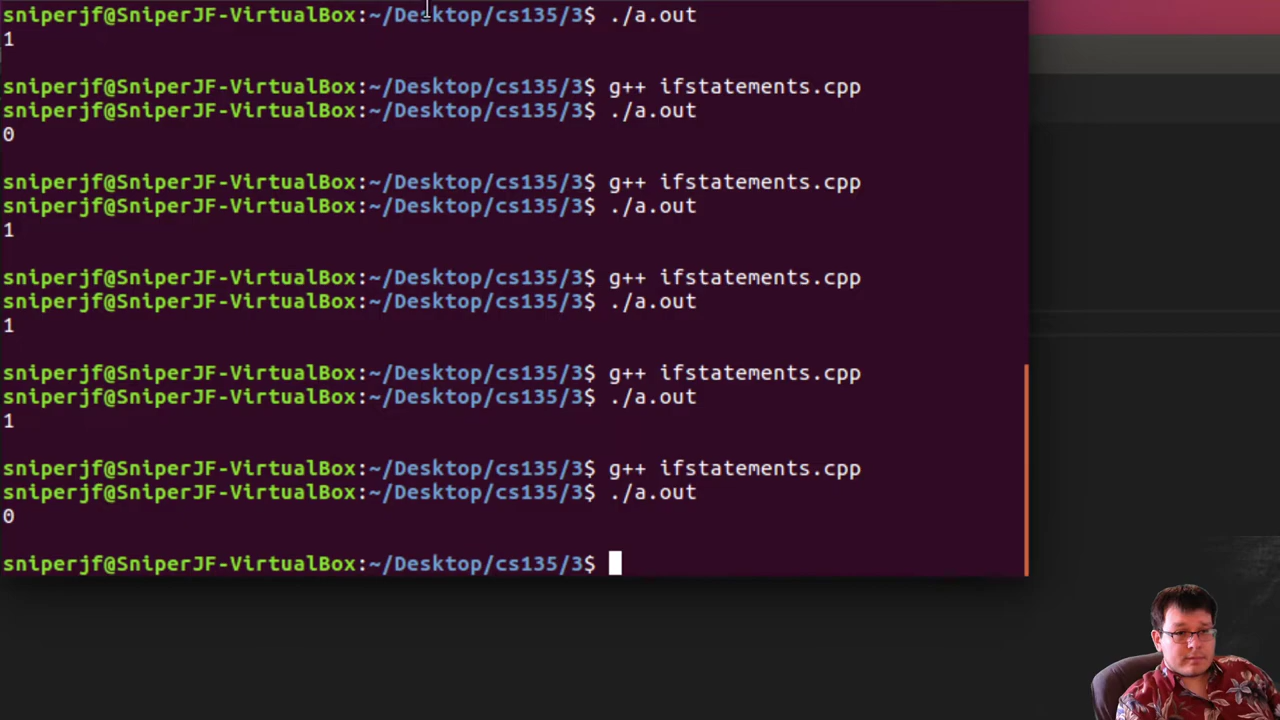 sniperjf@SniperJF-VirtualBox:~/Desktop/cs135/3$ ./a.out
1
sniperjf@SniperJF-VirtualBox:~/Desktop/cs135/3$ g++ ifstatements.cpp
sniperjf@SniperJF-VirtualBox:~/Desktop/cs135/3$ ./a.out
0
sniperjf@SniperJF-VirtualBox:~/Desktop/cs135/3$ g++ ifstatements.cpp
sniperjf@SniperJF-VirtualBox:~/Desktop/cs135/3$ ./a.out
1
sniperjf@SniperJF-VirtualBox:~/Desktop/cs135/3$ g++ ifstatements.cpp
sniperjf@SniperJF-VirtualBox:~/Desktop/cs135/3$ ./a.out
1
sniperjf@SniperJF-VirtualBox:~/Desktop/cs135/3$ g++ ifstatements.cpp
sniperjf@SniperJF-VirtualBox:~/Desktop/cs135/3$ ./a.out
1
sniperjf@SniperJF-VirtualBox:~/Desktop/cs135/3$ g++ ifstatements.cpp
sniperjf@SniperJF-VirtualBox:~/Desktop/cs135/3$ ./a.out
0
sniperjf@SniperJF-VirtualBox:~/Desktop/cs135/3$